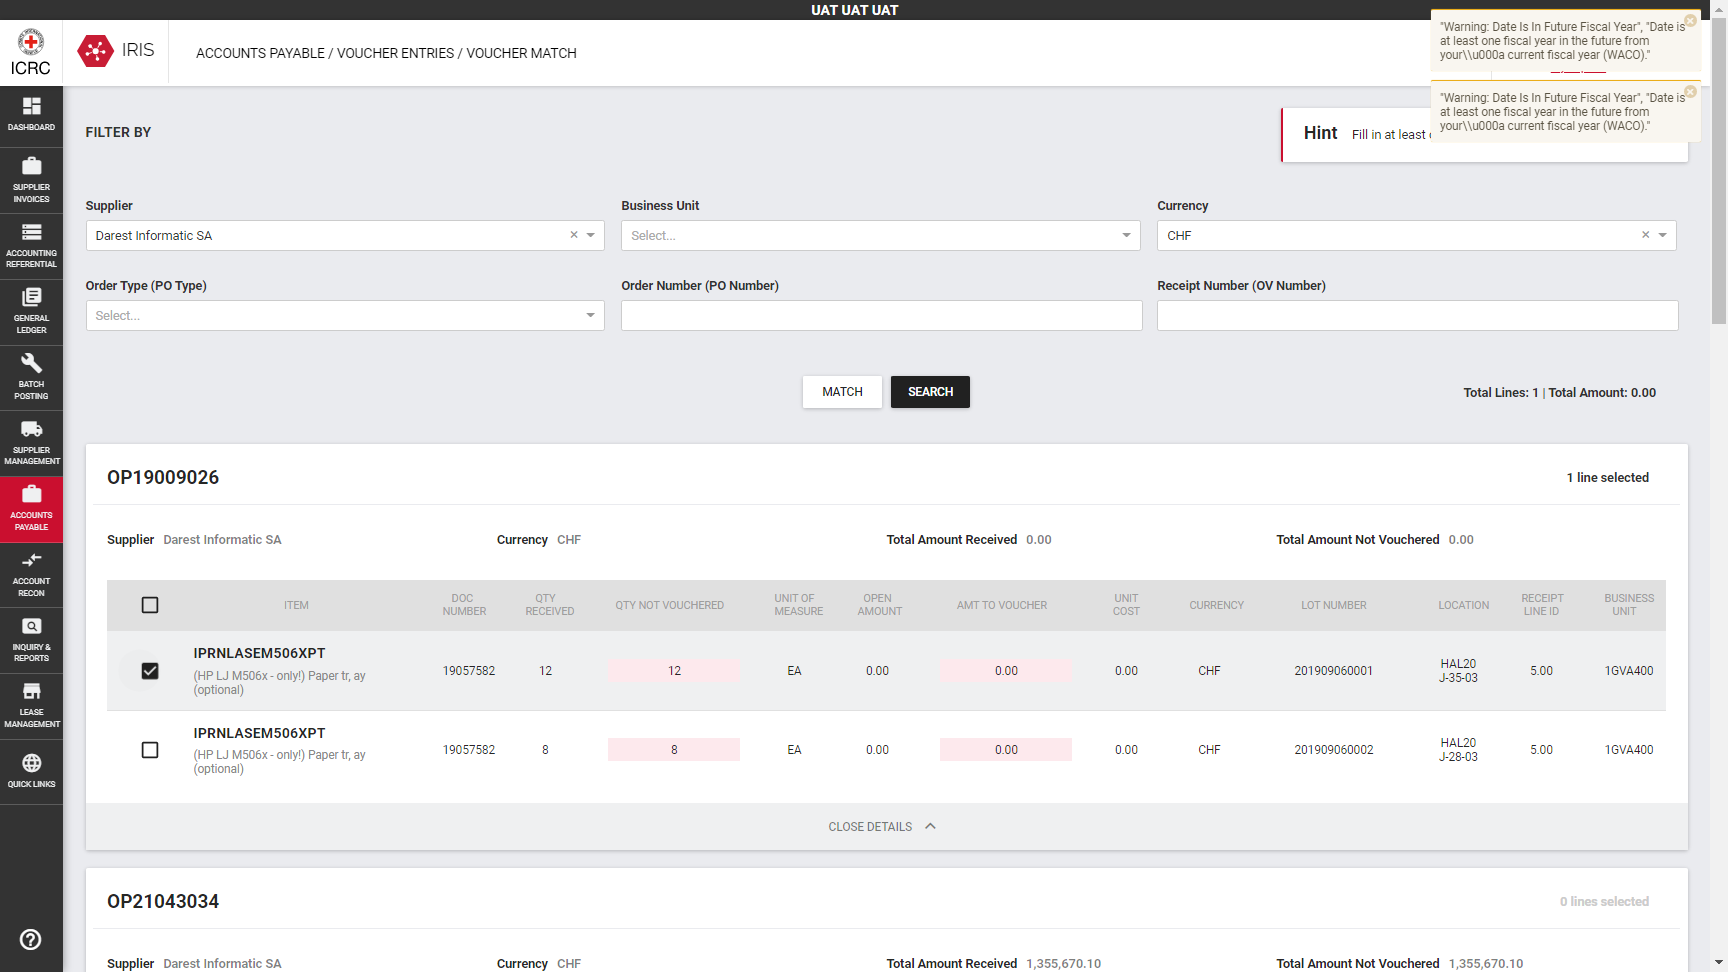 UAT UAT UAT
ICRC
IRIS
ACCOUNTS PAYABLE / VOUCHER ENTRIES / VOUCHER MATCH
"Warning: Date Is In Future Fiscal Year", "Date is
at least one fiscal year in the future from
your\\u000a current fiscal year (WACO)."
"Warning: Date Is In Future Fiscal Year", "Date is
at least one fiscal year in the future from
your\\u000a current fiscal year (WACO)."
DASHBOARD
SUPPLIER
INVOICES
ACCOUNTING
REFERENTIAL
GENERAL
LEDGER
BATCH
POSTING
SUPPLIER
MANAGEMENT
ACCOUNTS
PAYABLE
ACCOUNT
RECON
INQUIRY &
REPORTS
LEASE
MANAGEMENT
QUICK LINKS
FILTER BY
Hint Fill in at least
Supplier Business Unit Currency
Darest Informatic SA Select... CHF
Order Type (PO Type) Order Number (PO Number) Receipt Number (OV Number)
Select...
MATCH SEARCH Total Lines: 1 | Total Amount: 0.00
OP19009026 1 line selected
Supplier Darest Informatic SA Currency CHF Total Amount Received 0.00 Total Amount Not Vouchered 0.00
ITEM DOC NUMBER QTY RECEIVED QTY NOT VOUCHERED UNIT OF MEASURE OPEN AMOUNT AMT TO VOUCHER UNIT COST CURRENCY LOT NUMBER LOCATION RECEIPT LINE ID BUSINESS UNIT
IPRNLASEM506XPT
(HP LJ M506x - only!) Paper tr, ay
(optional)
19057582 12 12 EA 0.00 0.00 0.00 CHF 201909060001 HAL20 J-35-03 5.00 1GVA400
IPRNLASEM506XPT
(HP LJ M506x - only!) Paper tr, ay
(optional)
19057582 8 8 EA 0.00 0.00 0.00 CHF 201909060002 HAL20 J-28-03 5.00 1GVA400
CLOSE DETAILS
OP21043034 0 lines selected
Supplier Darest Informatic SA Currency CHF Total Amount Received 1,355,670.10 Total Amount Not Vouchered 1,355,670.10